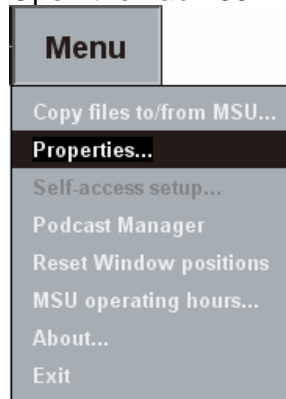 Menu
Copy files to/from MSU...
Properties...
Self-access setup...
Podcast Manager
Reset Window positions
MSU operating hours...
About...
Exit